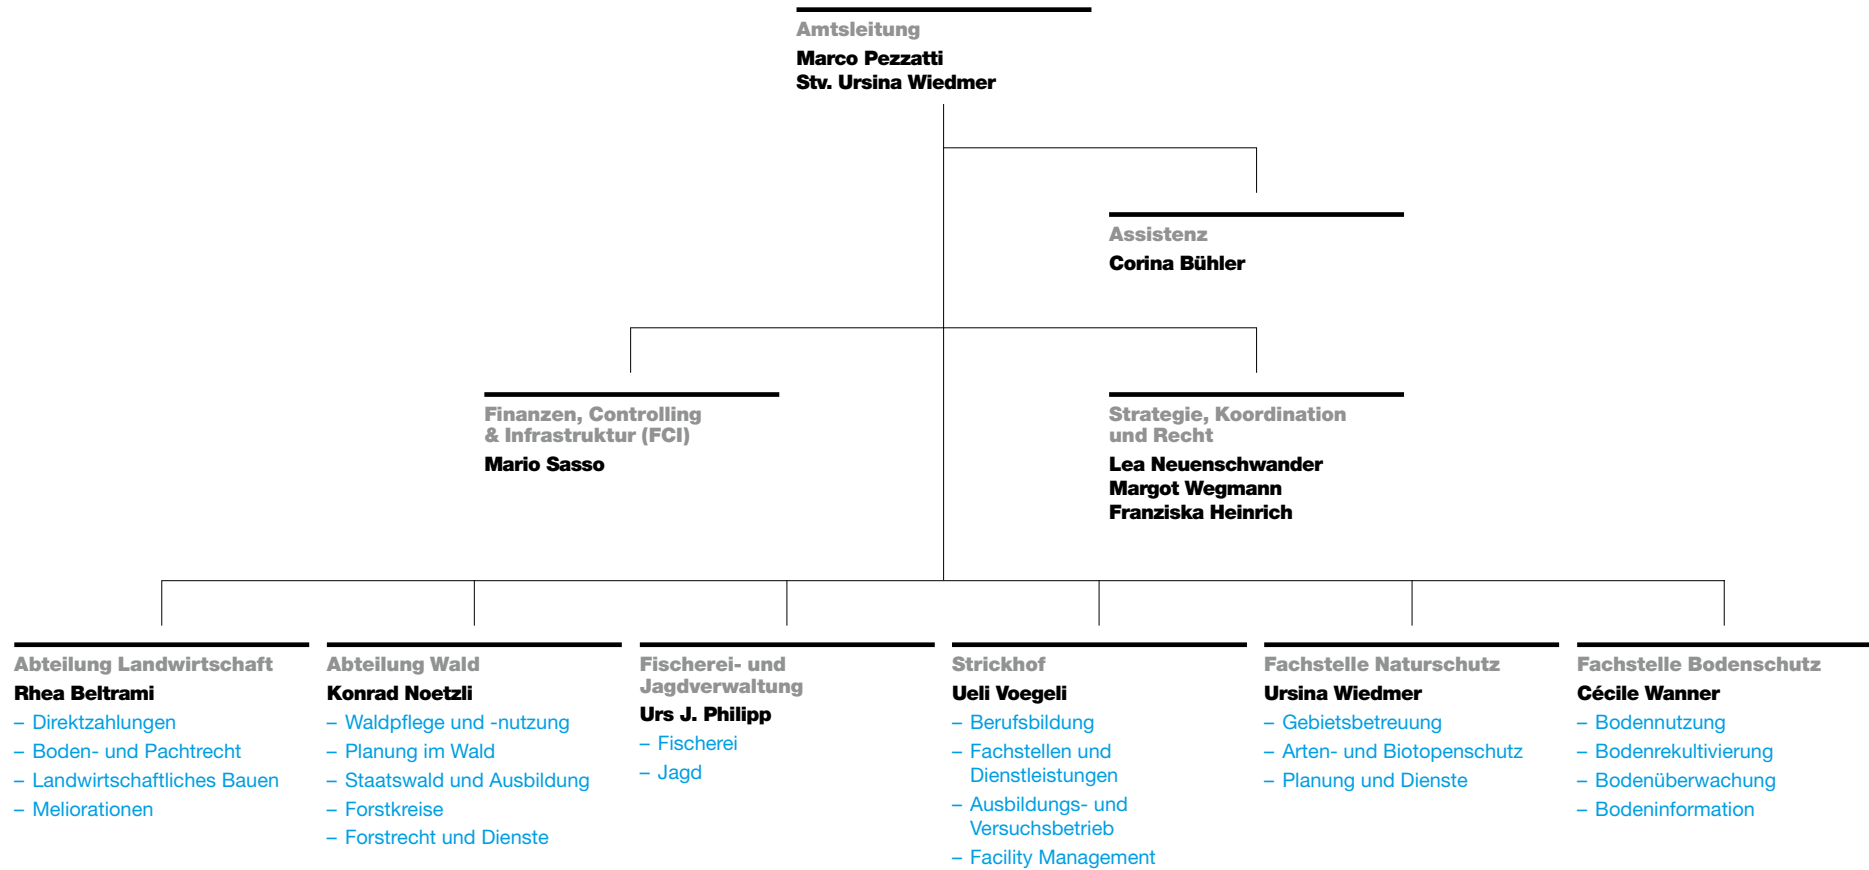 Amtsleitung
Marco Pezzatti
Stv. Ursina Wiedmer
Assistenz
Corina Bühler
Finanzen, Controlling
& Infrastruktur (FCI)
Mario Sasso
Strategie, Koordination
und Recht
Lea Neuenschwander
Margot Wegmann
Franziska Heinrich
Abteilung Landwirtschaft
Rhea Beltrami
– Direktzahlungen
– Boden- und Pachtrecht
– Landwirtschaftliches Bauen
– Meliorationen
Abteilung Wald
Konrad Noetzli
– Waldpflege und -nutzung
– Planung im Wald
– Staatswald und Ausbildung
– Forstkreise
– Forstrecht und Dienste
Fischerei- und
Jagdverwaltung
Urs J. Philipp
– Fischerei
– Jagd
Strickhof
Ueli Voegeli
– Berufsbildung
– Fachstellen und
Dienstleistungen
– Ausbildungs- und
Versuchsbetrieb
– Facility Management
Fachstelle Naturschutz
Ursina Wiedmer
– Gebietsbetreuung
– Arten- und Biotopenschutz
– Planung und Dienste
Fachstelle Bodenschutz
Cécile Wanner
– Bodennutzung
– Bodenrekultivierung
– Bodenüberwachung
– Bodeninformation